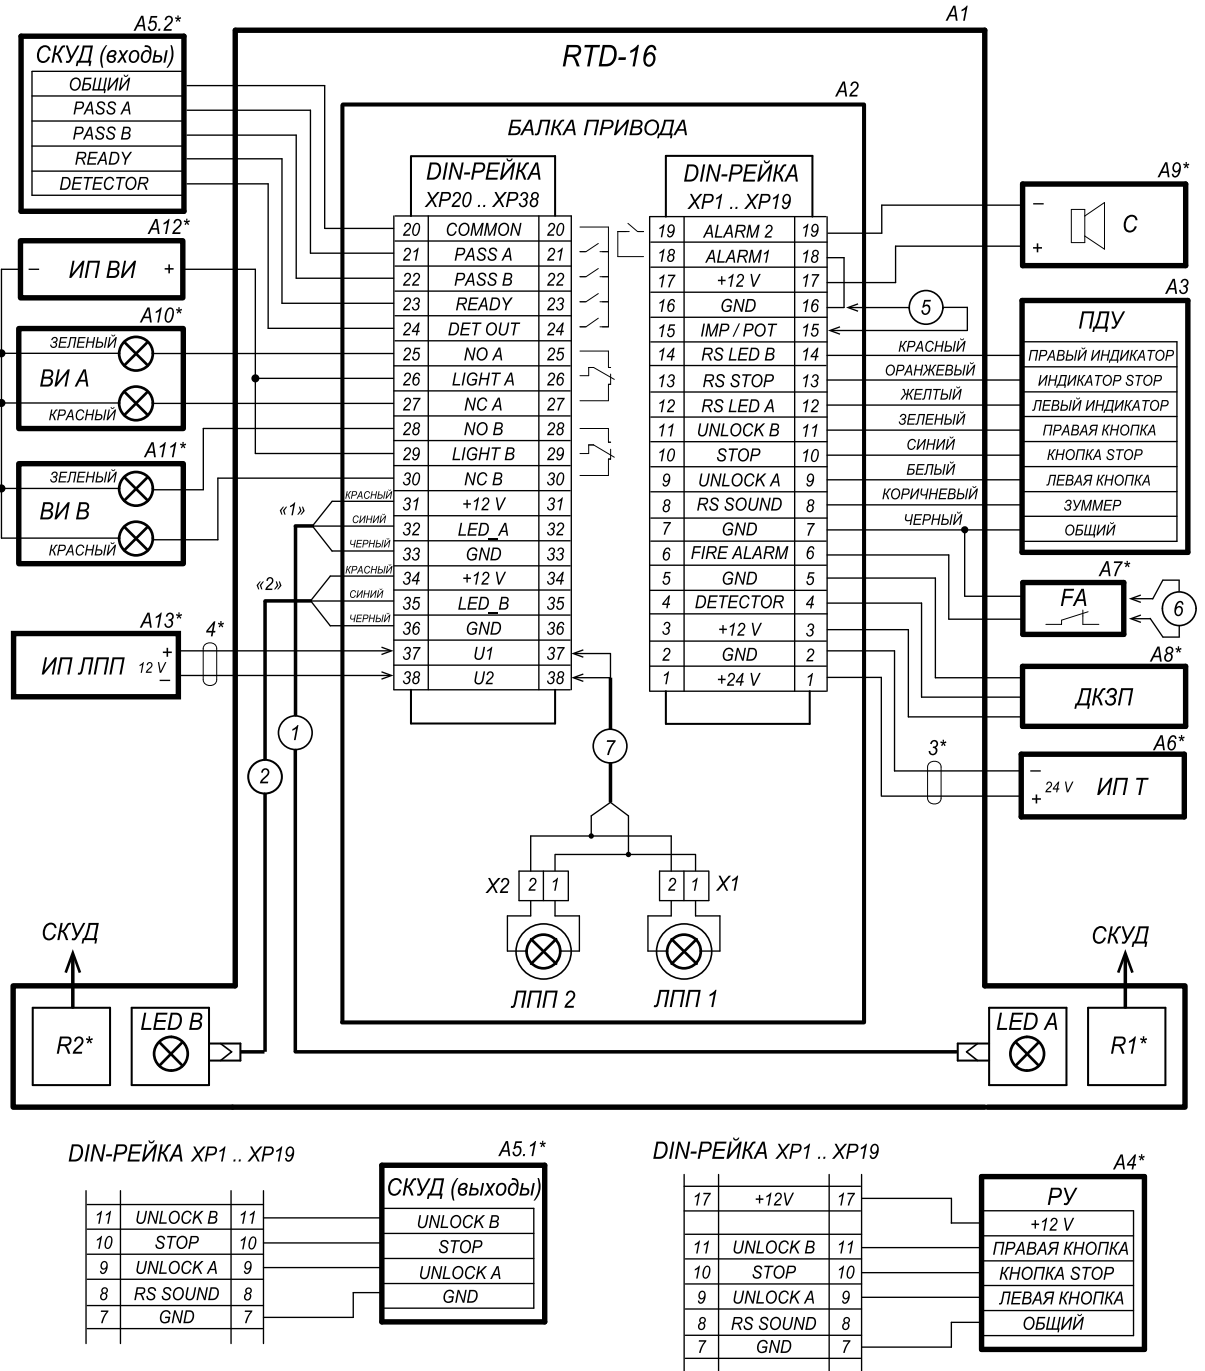 A1
RTD-16
A2
БАЛКА ПРИВОДА
A5.2*
СКУД (входы)
ОБЩИЙ
PASS A
PASS B
READY
DETECTOR
A12*
– ИП ВИ +
A10*
ЗЕЛЕНЫЙ
ВИ А
КРАСНЫЙ
A11*
ЗЕЛЕНЫЙ
ВИ В
КРАСНЫЙ
A13*
ИП ЛПП 12 V + –
4*
DIN-РЕЙКА
XP20 .. XP38
20 COMMON 20
21 PASS A 21
22 PASS B 22
23 READY 23
24 DET OUT 24
25 NO A 25
26 LIGHT A 26
27 NC A 27
28 NO B 28
29 LIGHT B 29
30 NC B 30
31 +12 V 31
32 LED_A 32
33 GND 33
34 +12 V 34
35 LED_B 35
36 GND 36
37 U1 37
38 U2 38
«1»
КРАСНЫЙ
СИНИЙ
ЧЕРНЫЙ
«2»
КРАСНЫЙ
СИНИЙ
ЧЕРНЫЙ
1
2
DIN-РЕЙКА
XP1 .. XP19
19 ALARM 2 19
18 ALARM1 18
17 +12 V 17
16 GND 16
15 IMP / POT 15
14 RS LED B 14
13 RS STOP 13
12 RS LED A 12
11 UNLOCK B 11
10 STOP 10
9 UNLOCK A 9
8 RS SOUND 8
7 GND 7
6 FIRE ALARM 6
5 GND 5
4 DETECTOR 4
3 +12 V 3
2 GND 2
1 +24 V 1
5
КРАСНЫЙ
ОРАНЖЕВЫЙ
ЖЕЛТЫЙ
ЗЕЛЕНЫЙ
СИНИЙ
БЕЛЫЙ
КОРИЧНЕВЫЙ
ЧЕРНЫЙ
A9*
– +
С
A3
ПДУ
ПРАВЫЙ ИНДИКАТОР
ИНДИКАТОР STOP
ЛЕВЫЙ ИНДИКАТОР
ПРАВАЯ КНОПКА
КНОПКА STOP
ЛЕВАЯ КНОПКА
ЗУММЕР
ОБЩИЙ
A7*
FA
6
A8*
ДКЗП
A6*
3*
– + 24 V ИП Т
7
X2 2 1
2 1 X1
ЛПП 2
ЛПП 1
СКУД
R2*
LED B
LED A
СКУД
R1*
DIN-РЕЙКА XP1 .. XP19
11 UNLOCK B 11
10 STOP 10
9 UNLOCK A 9
8 RS SOUND 8
7 GND 7
A5.1*
СКУД (выходы)
UNLOCK B
STOP
UNLOCK A
GND
DIN-РЕЙКА XP1 .. XP19
17 +12V 17
11 UNLOCK B 11
10 STOP 10
9 UNLOCK A 9
8 RS SOUND 8
7 GND 7
A4*
РУ
+12 V
ПРАВАЯ КНОПКА
КНОПКА STOP
ЛЕВАЯ КНОПКА
ОБЩИЙ